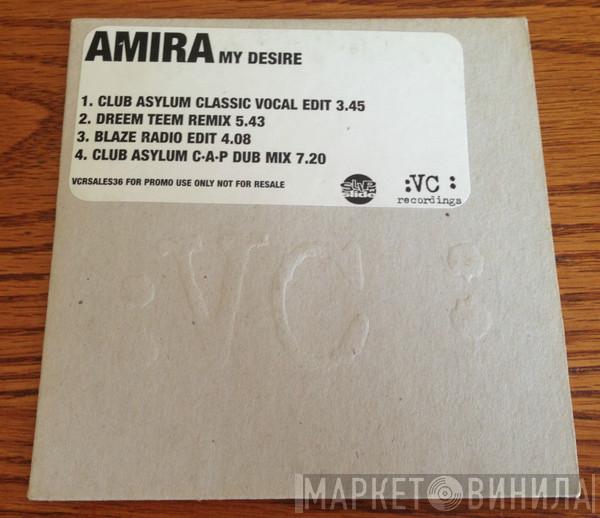 AMIRA MY DESIRE
1. CLUB ASYLUM CLASSIC VOCAL EDIT 3.45
2. DREEM TEEM REMIX 5.43
3. BLAZE RADIO EDIT 4.08
4. CLUB ASYLUM C·A·P DUB MIX 7.20
VCRSALES36 FOR PROMO USE ONLY NOT FOR RESALE
slip n slide
:VC :
recordings
:VC :
МАРКЕТ ВИНИЛА